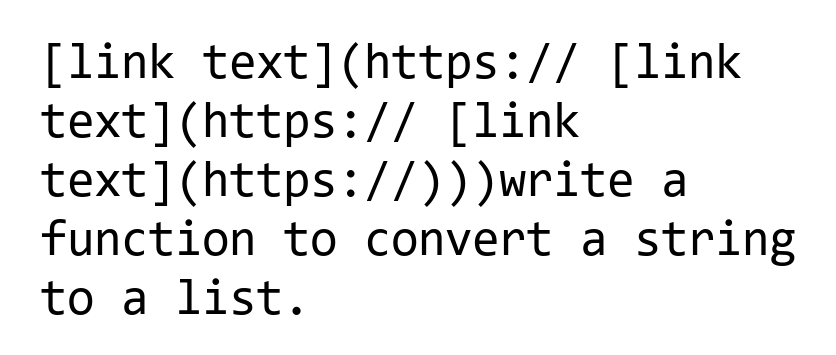 [link text](https:// [link
text](https:// [link
text](https://)))write a
function to convert a string
to a list.